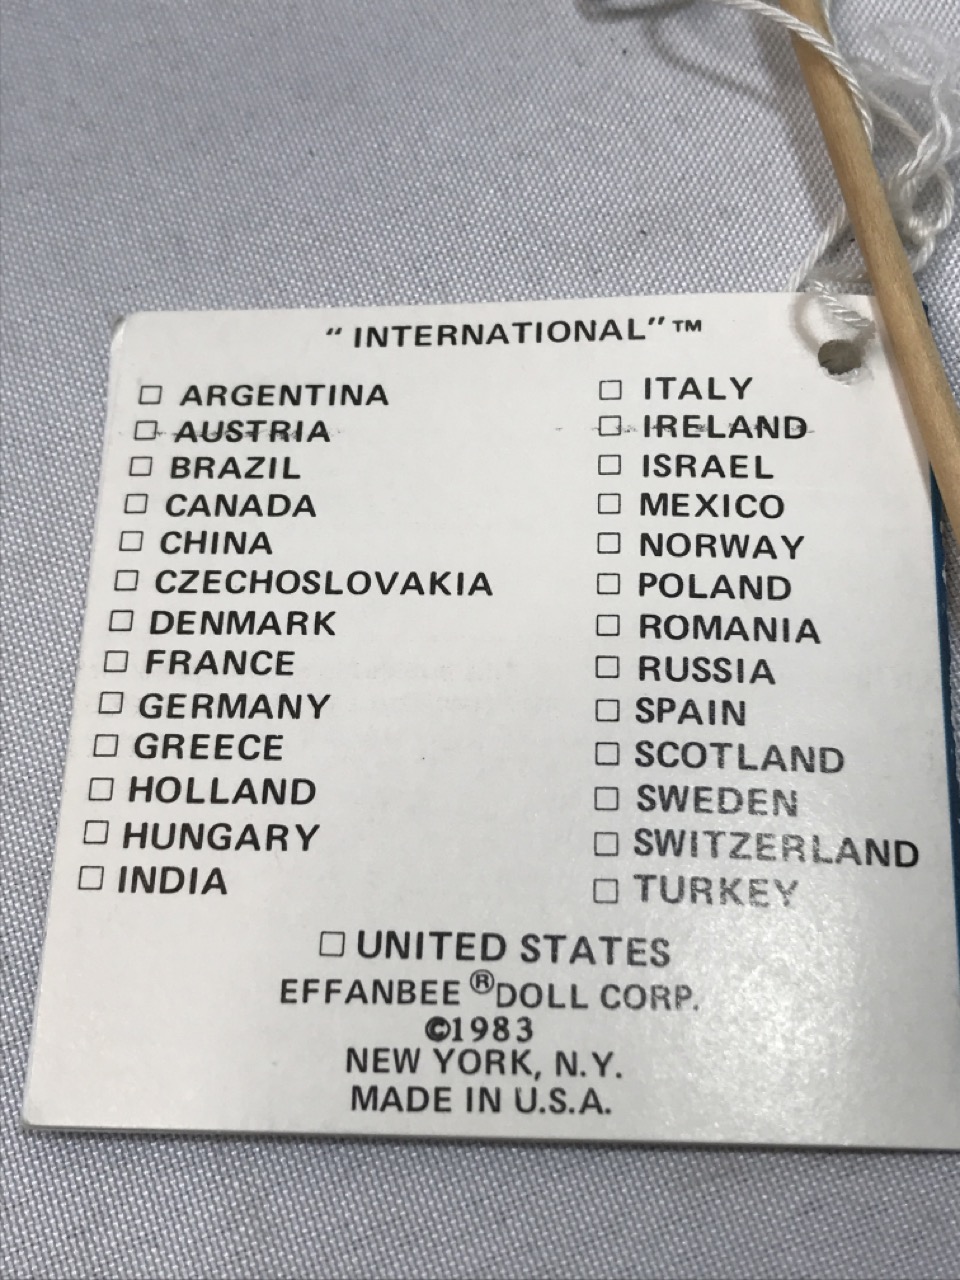 " INTERNATIONAL" ™
☐ ARGENTINA
☐ AUSTRIA
☐ BRAZIL
☐ CANADA
☐ CHINA
☐ CZECHOSLOVAKIA
☐ DENMARK
☐ FRANCE
☐ GERMANY
☐ GREECE
☐ HOLLAND
☐ HUNGARY
☐ INDIA
☐ ITALY
☐ IRELAND
☐ ISRAEL
☐ MEXICO
☐ NORWAY
☐ POLAND
☐ ROMANIA
☐ RUSSIA
☐ SPAIN
☐ SCOTLAND
☐ SWEDEN
☐ SWITZERLAND
☐ TURKEY
☐ UNITED STATES
EFFANBEE ® DOLL CORP.
©1983
NEW YORK, N.Y.
MADE IN U.S.A.